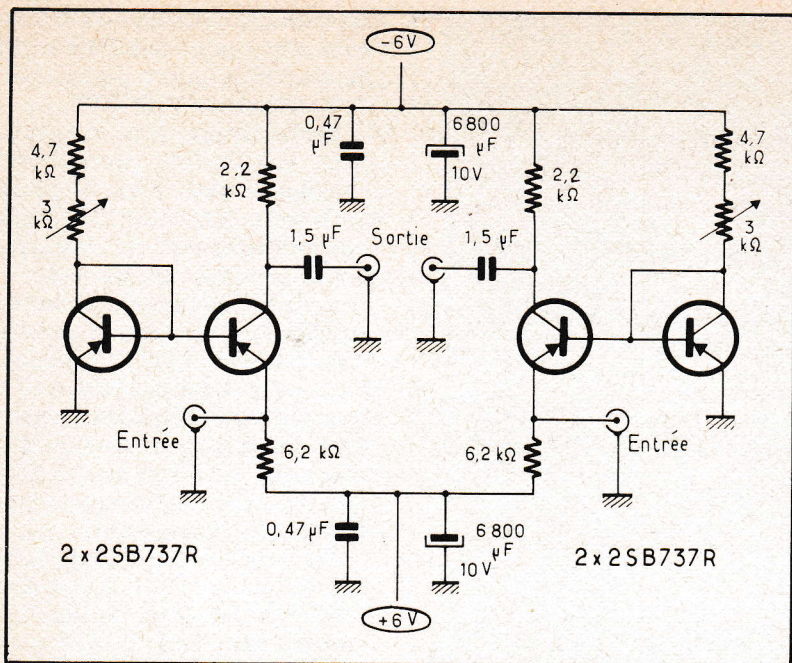 -6V
4,7
kΩ
3
kΩ
2,2
kΩ
0,47
µF
6800
µF
10V
2,2
kΩ
4,7
kΩ
3
kΩ
1,5 µF
Sortie
1,5 µF
Entrée
6,2 kΩ
6,2 kΩ
Entrée
0,47µF
6800
µF
10V
2 x 2SB737R
2 x 2SB737R
+6V